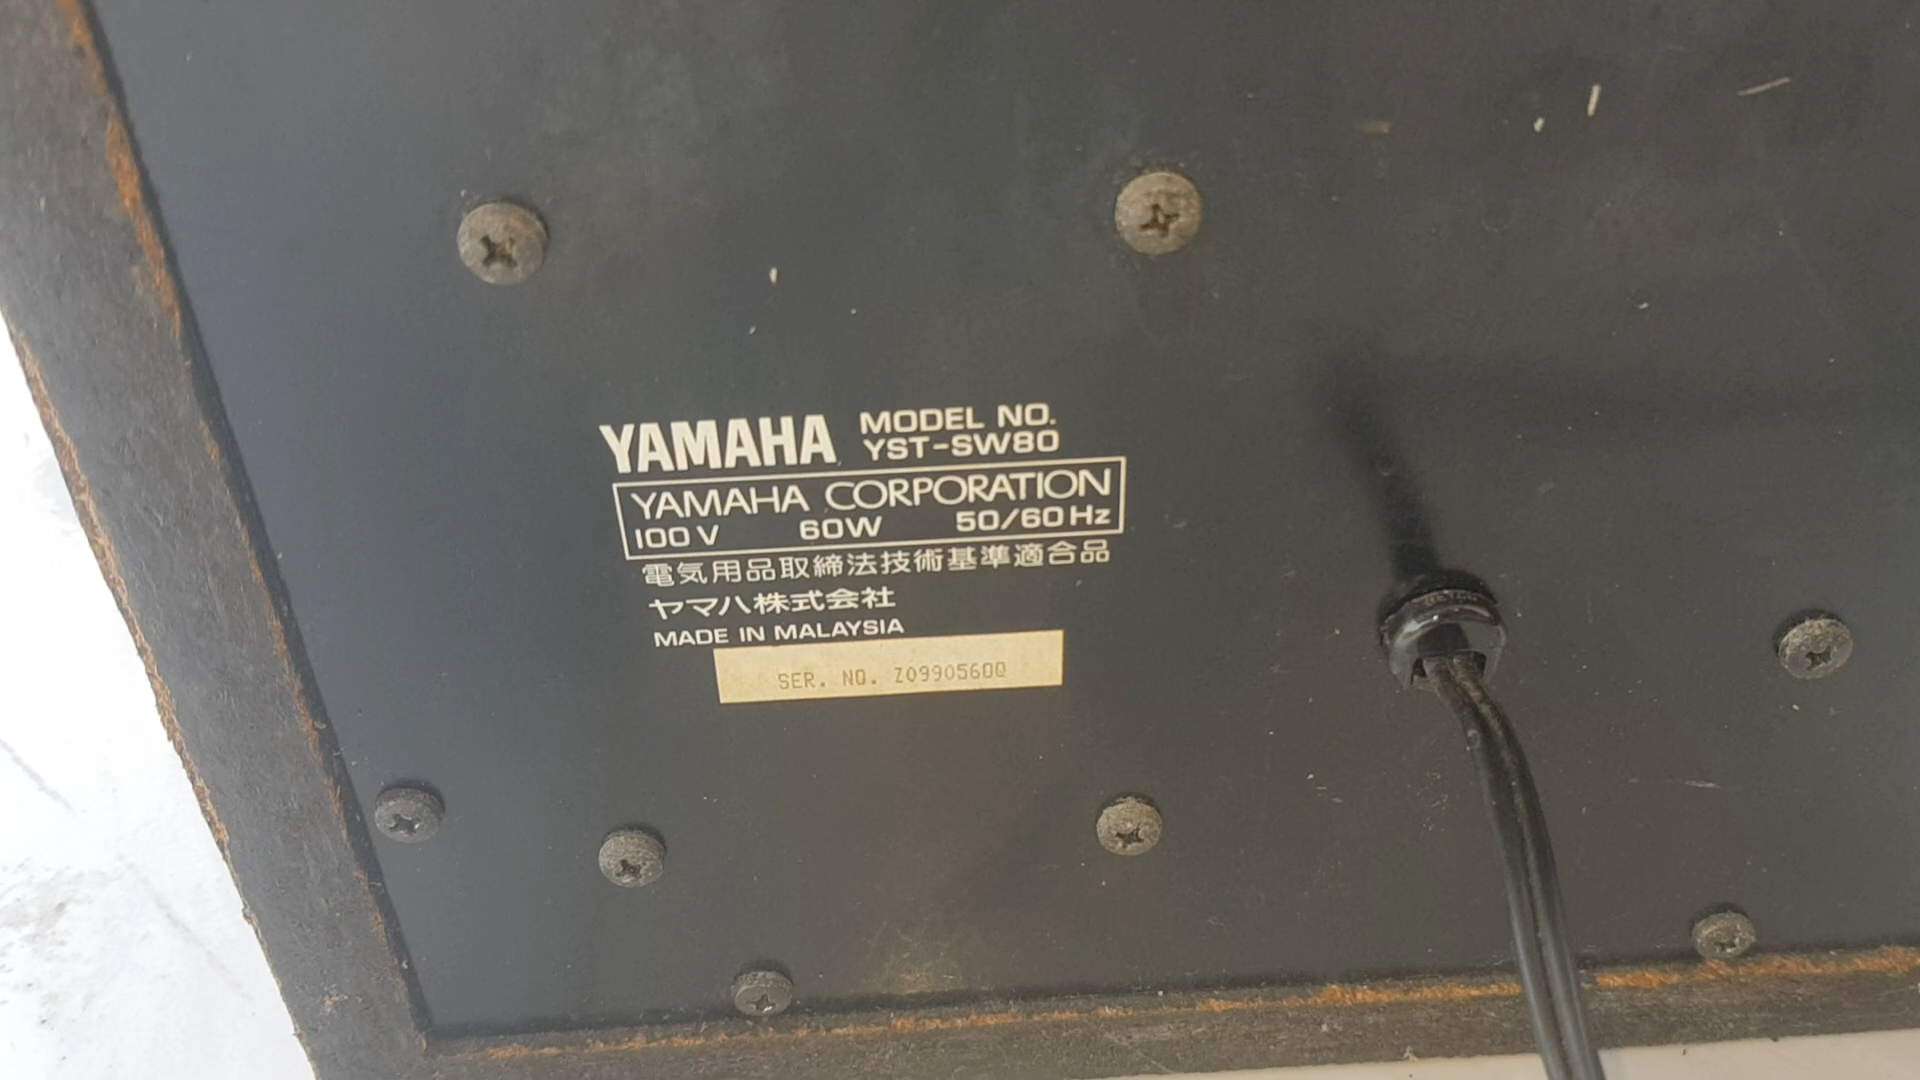 YAMAHA MODEL NO.
YST-SW80
YAMAHA CORPORATION
100V 60W 50/60Hz
電気用品取締法技術基準適合品
ヤマハ株式会社
MADE IN MALAYSIA
SER. NO. Z0990560Q